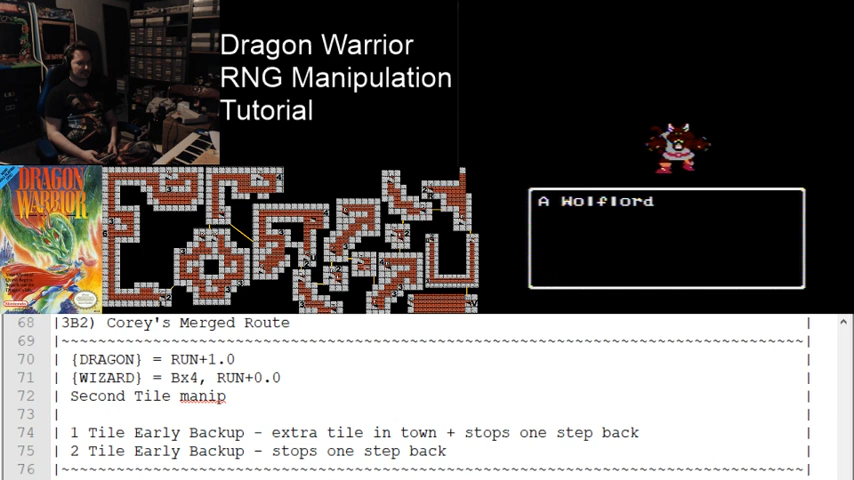 Dragon Warrior
RNG Manipulation
Tutorial
DRAGON
WARRIOR
Nintendo
A Wolflord
68 |3B2) Corey's Merged Route |
69 |~~~~~~~~~~~~~~~~~~~~~~~~~~~~~~~~~~~~~~~~~~~~~~~~~~~~~~~~~~~~~~~~~~~~~~~~~~~~~~~~~~|
70 | {DRAGON} = RUN+1.0 |
71 | {WIZARD} = Bx4, RUN+0.0 |
72 | Second Tile manip |
73 | |
74 | 1 Tile Early Backup - extra tile in town + stops one step back |
75 | 2 Tile Early Backup - stops one step back |
76 |~~~~~~~~~~~~~~~~~~~~~~~~~~~~~~~~~~~~~~~~~~~~~~~~~~~~~~~~~~~~~~~~~~~~~~~~~~~~~~~~~~|